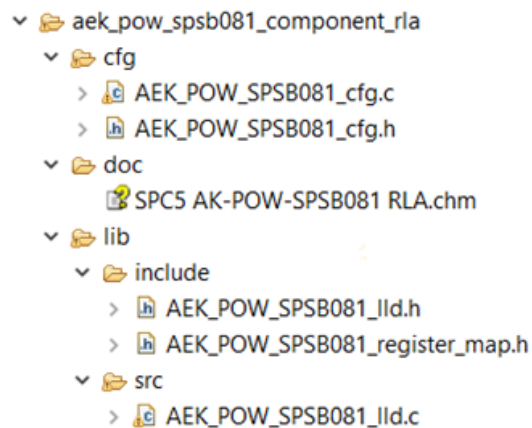 aek_pow_spsb081_component_rla
cfg
AEK_POW_SPSB081_cfg.c
AEK_POW_SPSB081_cfg.h
doc
SPC5 AK-POW-SPSB081 RLA.chm
lib
include
AEK_POW_SPSB081_lld.h
AEK_POW_SPSB081_register_map.h
src
AEK_POW_SPSB081_lld.c